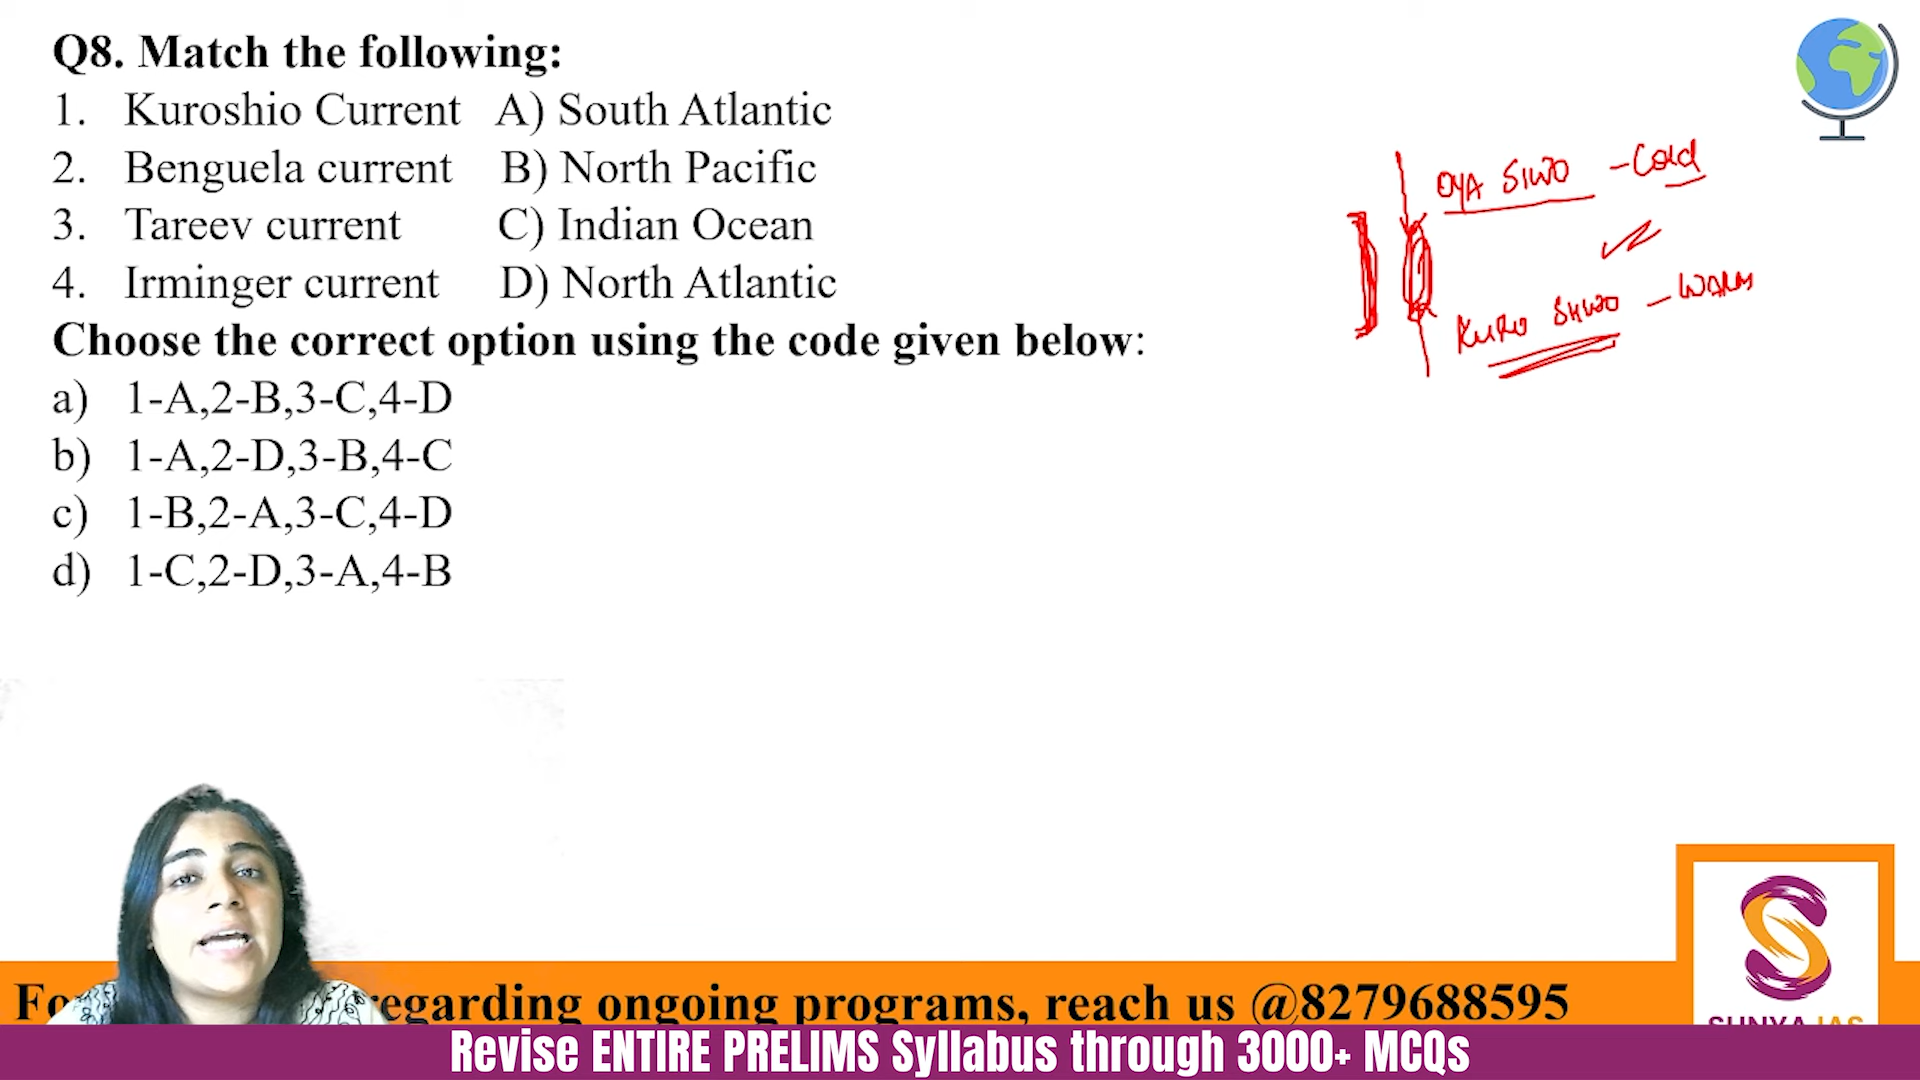 Q8. Match the following:
1. Kuroshio Current A) South Atlantic
2. Benguela current B) North Pacific
3. Tareev current C) Indian Ocean
4. Irminger current D) North Atlantic
Choose the correct option using the code given below:
a) 1-A,2-B,3-C,4-D
b) 1-A,2-D,3-B,4-C
c) 1-B,2-A,3-C,4-D
d) 1-C,2-D,3-A,4-B
OYA SIWO - Cold
KURO SHWO - WARM
regarding ongoing programs, reach us @8279688595
Revise ENTIRE PRELIMS Syllabus through 3000+ MCQs